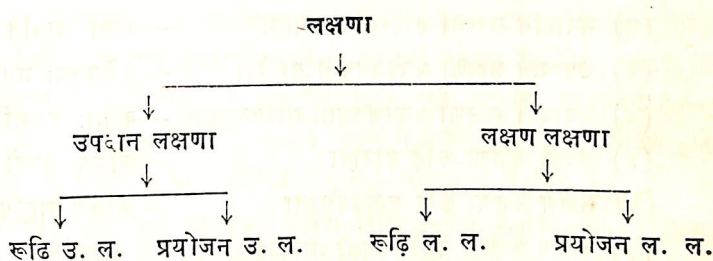 लक्षणा
उपदान लक्षणा लक्षण लक्षणा
रूढि उ. ल. प्रयोजन उ. ल. रूढ़ि ल. ल. प्रयोजन ल. ल.